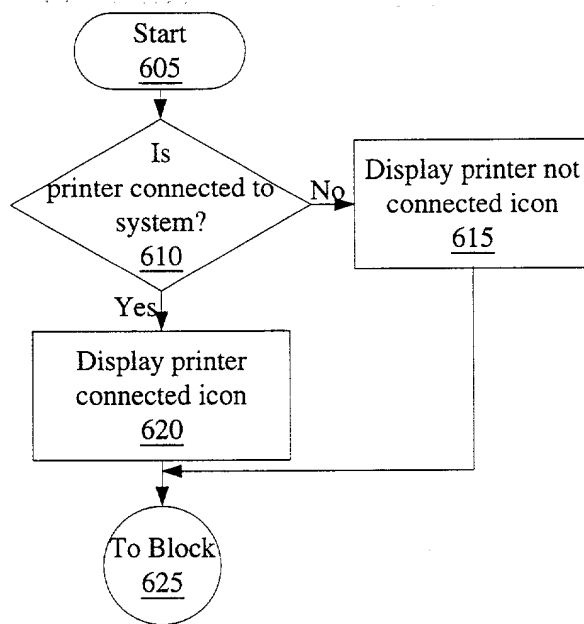 Start
605
Is
printer connected to
system?
610
No
Display printer not
connected icon
615
Yes
Display printer
connected icon
620
To Block
625